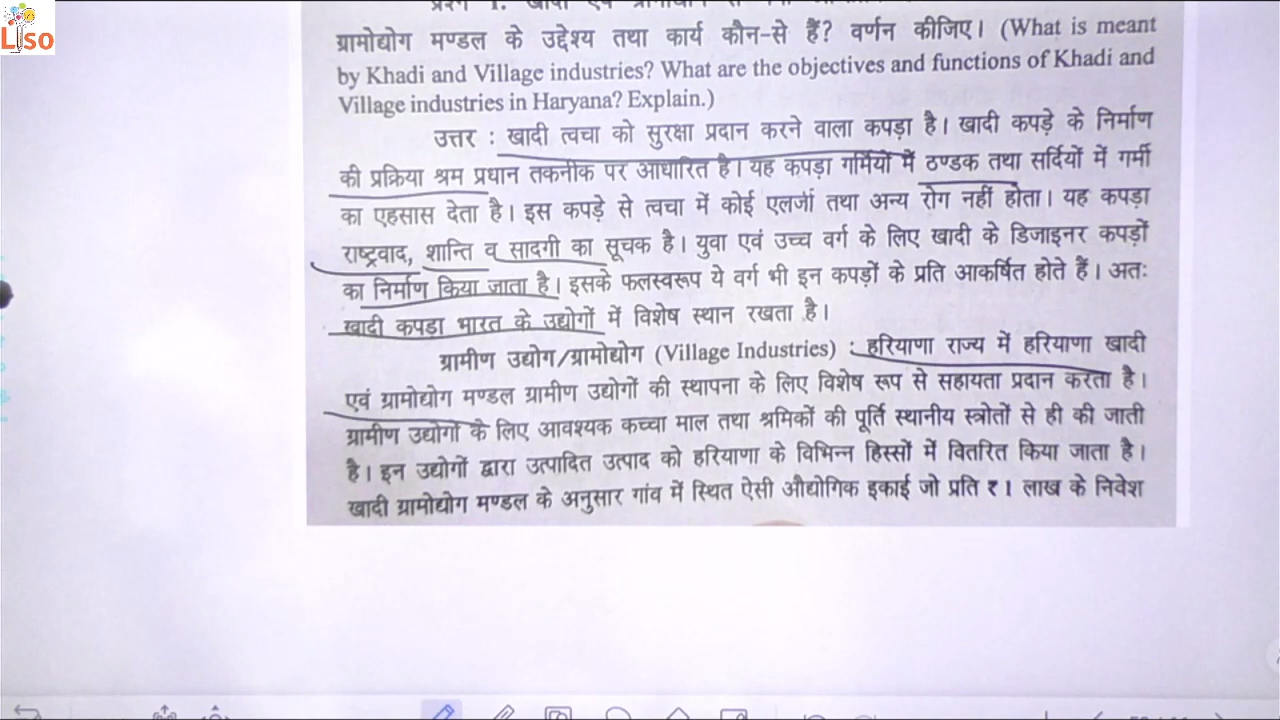 Liso
ग्रामोद्योग मण्डल के उद्देश्य तथा कार्य कौन-से हैं? वर्णन कीजिए। (What is meant
by Khadi and Village industries? What are the objectives and functions of Khadi and
Village industries in Haryana? Explain.)
उत्तर : खादी त्वचा को सुरक्षा प्रदान करने वाला कपड़ा है। खादी कपड़े के निर्माण
की प्रक्रिया श्रम प्रधान तकनीक पर आधारित है। यह कपड़ा गर्मियों में ठण्डक तथा सर्दियों में गर्मी
का एहसास देता है। इस कपड़े से त्वचा में कोई एलर्जी तथा अन्य रोग नहीं होता। यह कपड़ा
राष्ट्रवाद, शान्ति व सादगी का सूचक है। युवा एवं उच्च वर्ग के लिए खादी के डिजाइनर कपड़ों
का निर्माण किया जाता है। इसके फलस्वरूप ये वर्ग भी इन कपड़ों के प्रति आकर्षित होते हैं। अतः
खादी कपड़ा भारत के उद्योगों में विशेष स्थान रखता है।
ग्रामीण उद्योग/ग्रामोद्योग (Village Industries) : हरियाणा राज्य में हरियाणा खादी
एवं ग्रामोद्योग मण्डल ग्रामीण उद्योगों की स्थापना के लिए विशेष रूप से सहायता प्रदान करता है।
ग्रामीण उद्योगों के लिए आवश्यक कच्चा माल तथा श्रमिकों की पूर्ति स्थानीय स्त्रोतों से ही की जाती
है। इन उद्योगों द्वारा उत्पादित उत्पाद को हरियाणा के विभिन्न हिस्सों में वितरित किया जाता है।
खादी ग्रामोद्योग मण्डल के अनुसार गांव में स्थित ऐसी औद्योगिक इकाई जो प्रति ₹ 1 लाख के निवेश